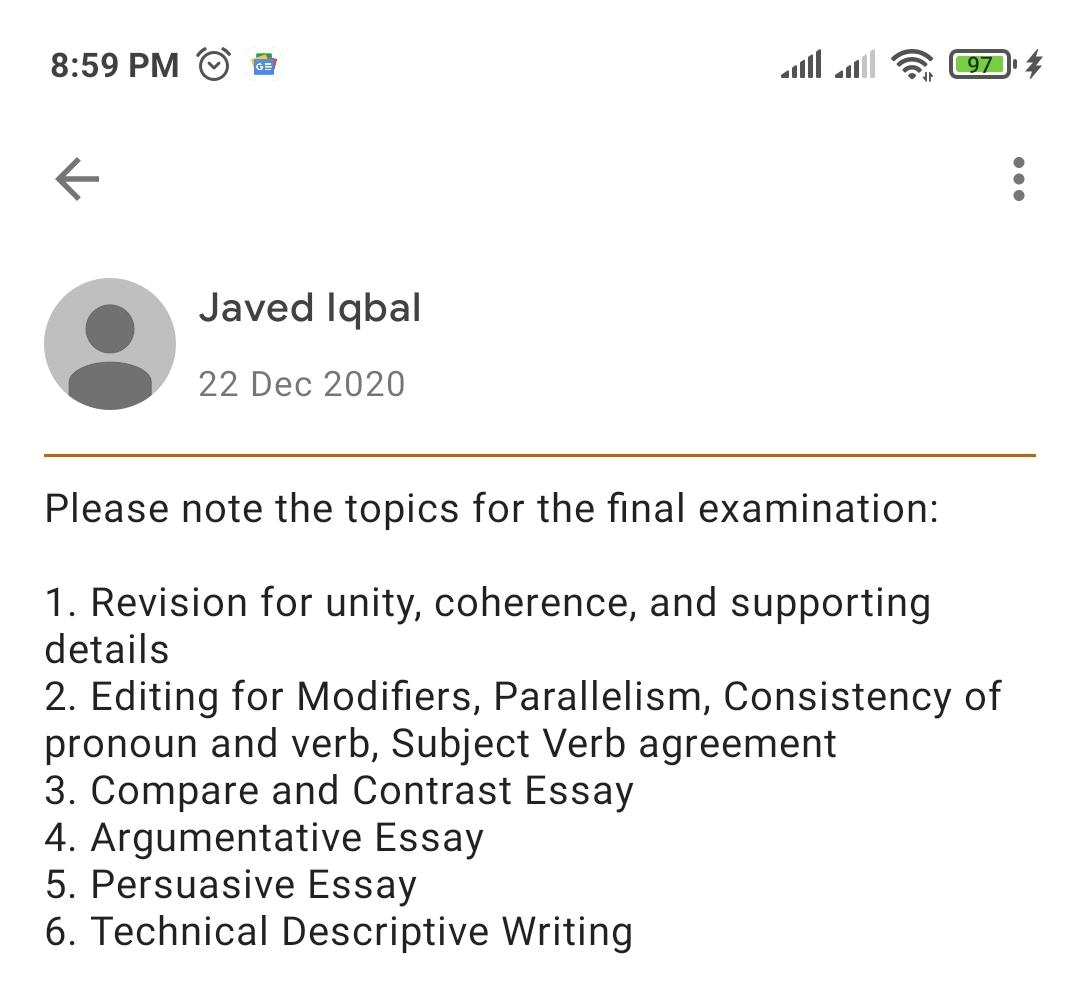 8:59 PM
97
Javed Iqbal
22 Dec 2020
Please note the topics for the final examination:
1. Revision for unity, coherence, and supporting
details
2. Editing for Modifiers, Parallelism, Consistency of
pronoun and verb, Subject Verb agreement
3. Compare and Contrast Essay
4. Argumentative Essay
5. Persuasive Essay
6. Technical Descriptive Writing